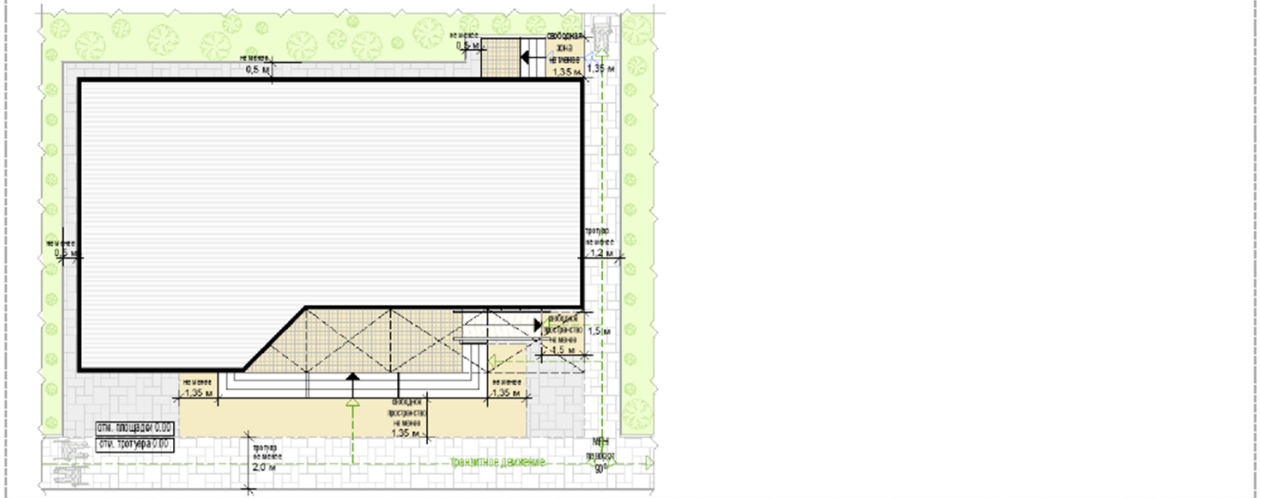 не менее
0,5 м
свободная
зона
не менее
1,35 м
1,35 м
не менее
0,5 м
не менее
0,5 м
тротуар
не менее
1,2 м
свободное
пространство
не менее
1,5 м
1,5 м
не менее
1,35 м
не менее
1,35 м
свободное
пространство
не менее
1,35 м
отм. площадки 0.00
отм. тротуара 0.00
тротуар
не менее
2,0 м
транзитное движение
МГН
поворот
90°